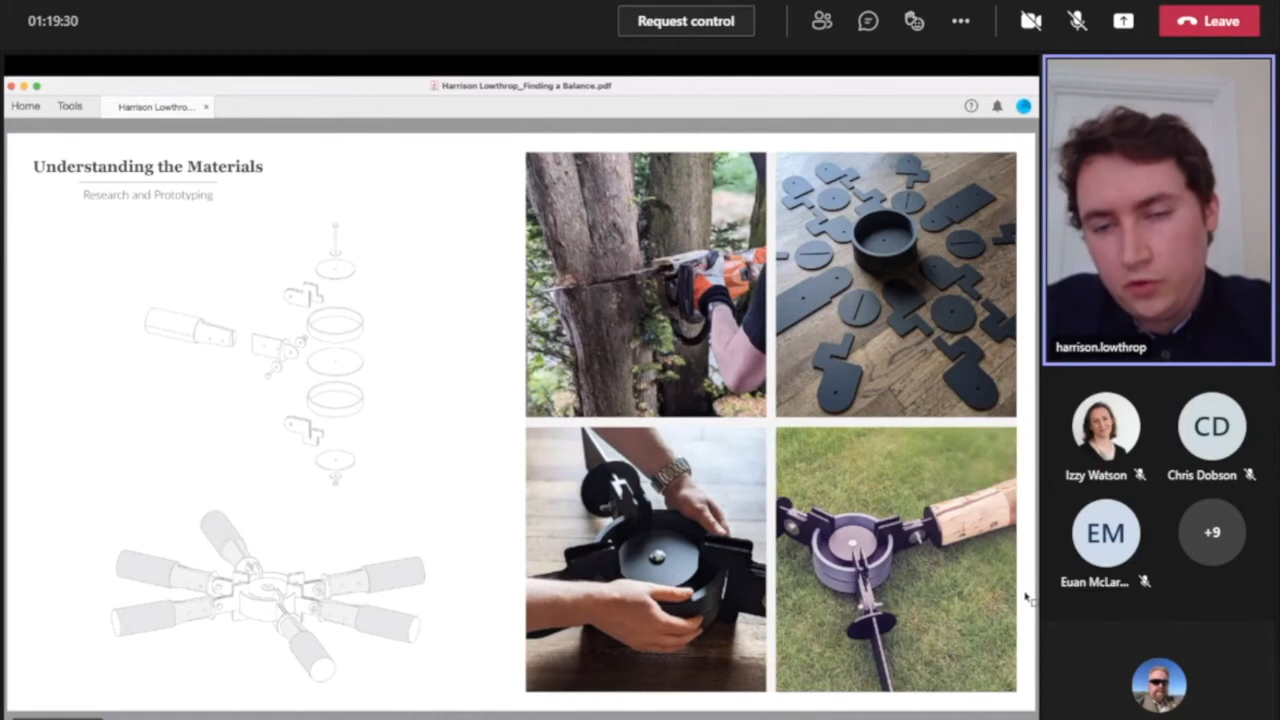 01:19:30
Request control
Leave
Harrison Lowthrop_Finding a Balance.pdf
Home
Tools
Harrison Lowthro...
Understanding the Materials
Research and Prototyping
harrison.lowthrop
CD
Izzy Watson
Chris Dobson
EM
+9
Euan McLar...